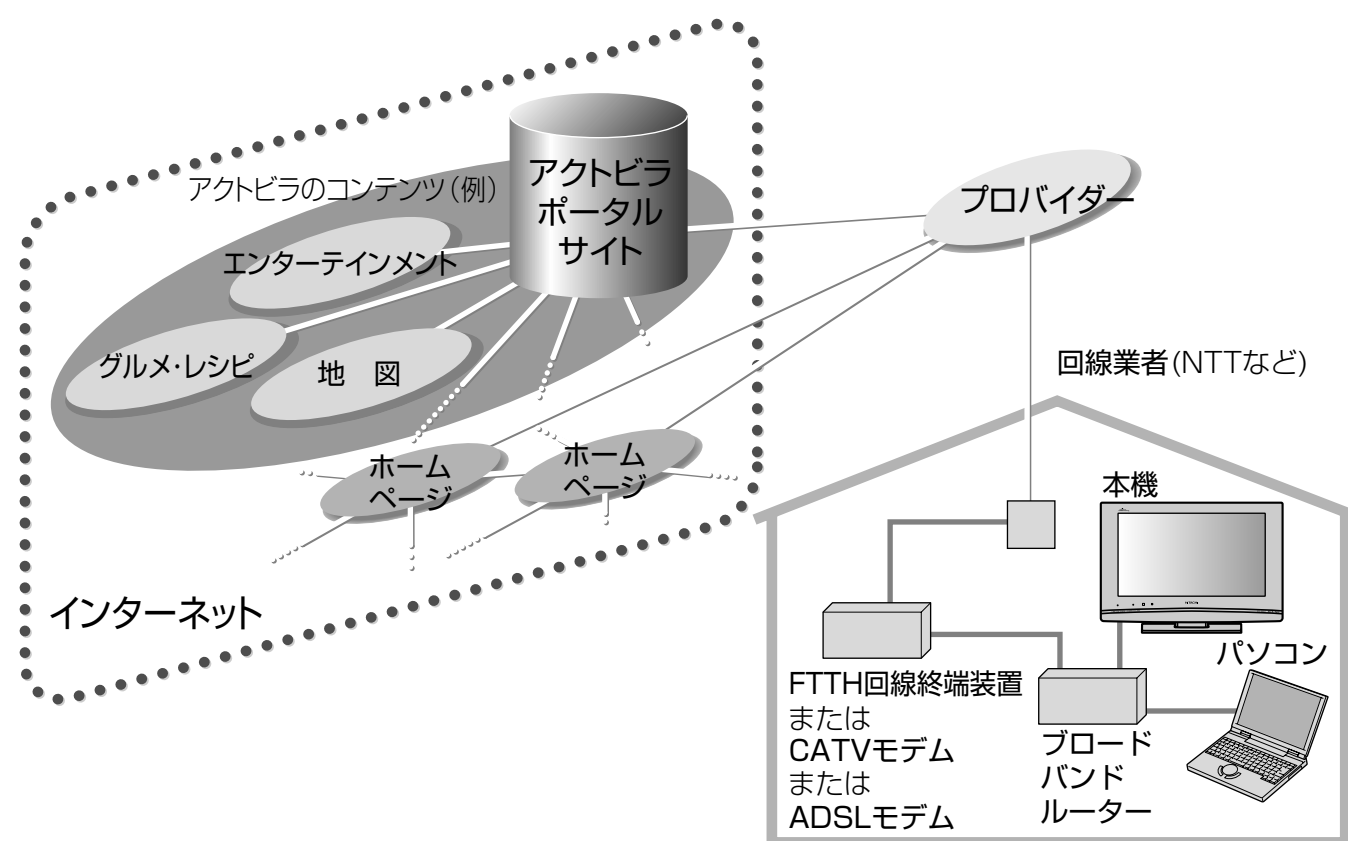 アクトビラのコンテンツ(例)
アクトビラ
ポータル
サイト
エンターテインメント
グルメ・レシピ
地 図
ホーム
ページ
ホーム
ページ
インターネット
プロバイダー
回線業者(NTTなど)
本機
パソコン
FTTH回線終端装置
または
CATVモデム
または
ADSLモデム
ブロード
バンド
ルーター